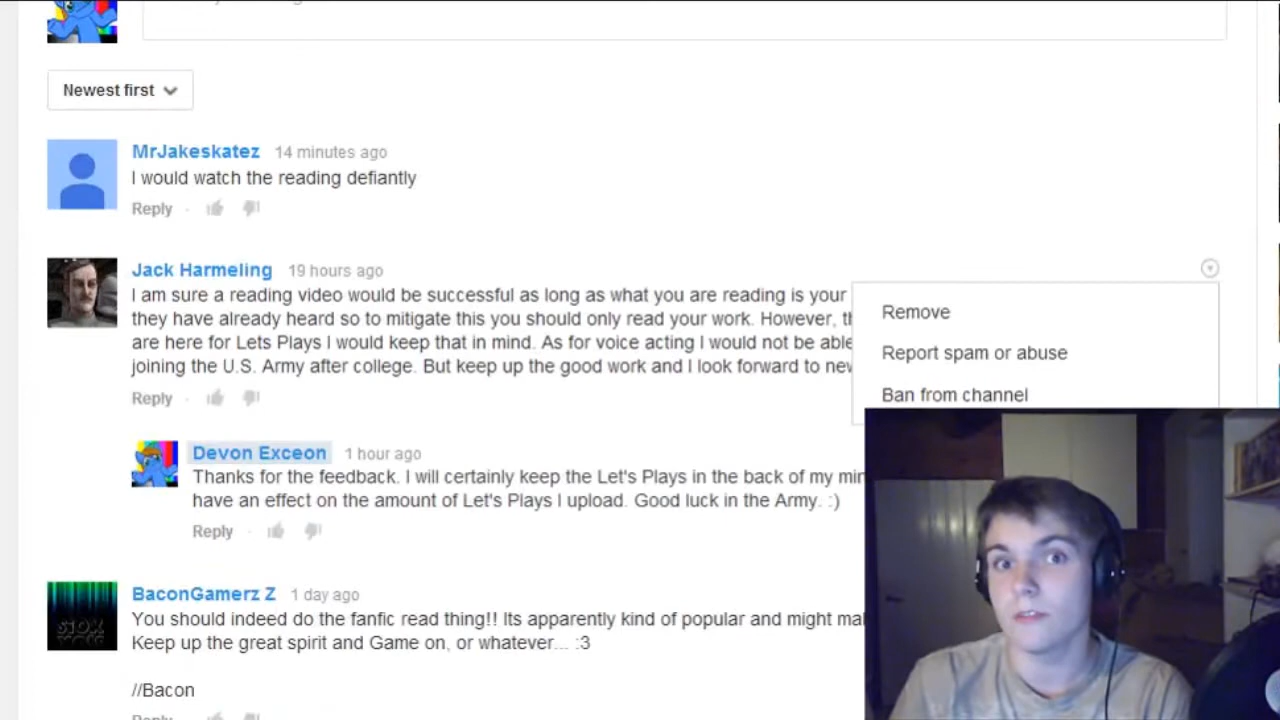 Newest first
MrJakeskatez 14 minutes ago
I would watch the reading defiantly
Reply
Jack Harmeling 19 hours ago
I am sure a reading video would be successful as long as what you are reading is your
they have already heard so to mitigate this you should only read your work. However,
are here for Lets Plays I would keep that in mind. As for voice acting I would not be able
joining the U.S. Army after college. But keep up the good work and I look forward to
Reply
Remove
Report spam or abuse
Ban from channel
Devon Exceon 1 hour ago
Thanks for the feedback. I will certainly keep the Let's Plays in the back of my
have an effect on the amount of Let's Plays I upload. Good luck in the Army. :)
Reply
BaconGamerz Z 1 day ago
You should indeed do the fanfic read thing!! Its apparently kind of popular and might
Keep up the great spirit and Game on, or whatever... :3
//Bacon
Reply